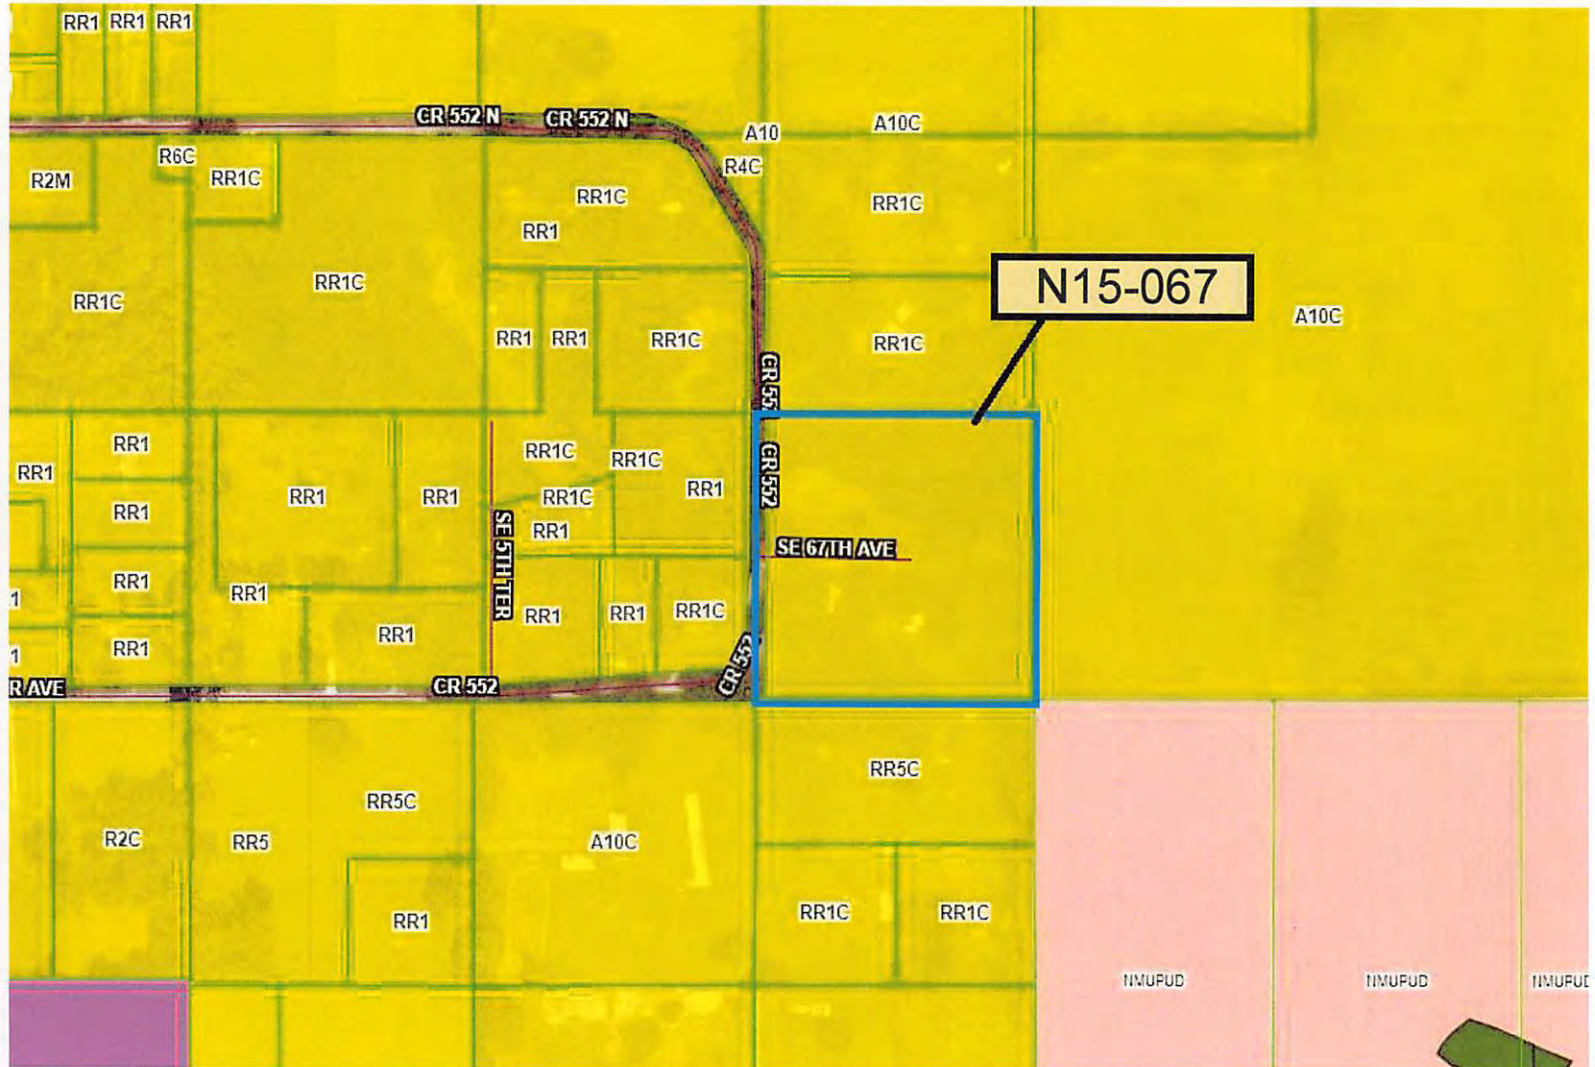 RR1 RR1 RR1
CR 552 N CR 552 N
A10 A10C
R6C
R4C
R2M RR1C
RR1C RR1C
RR1
RR1C
RR1C
N15-067
A10C
RR1 RR1 RR1C RR1C
CR 55
RR1 RR1C RR1C
RR1
CR 552
RR1 RR1 RR1C RR1
RR1 RR1
SE 67TH AVE
SE 5TH TER
RR1
RR1
1
RR1 RR1 RR1C
RR1
RR1
1
CR 552
R AVE CR 552
RR5C
RR5C
R2C RR5 A10C
RR1 RR1C RR1C
NMUPUD NMUPUD NMUPUD